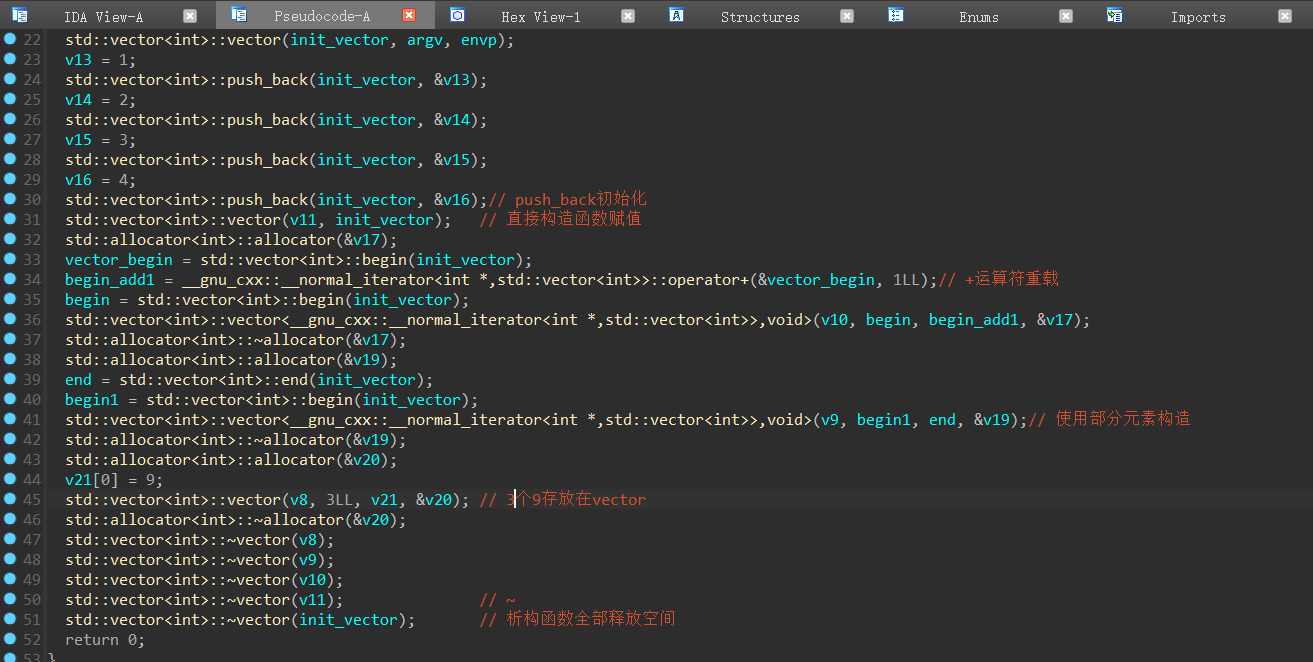 IDA View-A Pseudocode-A Hex View-1 Structures Enums Imports
22 std::vector<int>::vector(init_vector, argv, envp);
23 v13 = 1;
24 std::vector<int>::push_back(init_vector, &v13);
25 v14 = 2;
26 std::vector<int>::push_back(init_vector, &v14);
27 v15 = 3;
28 std::vector<int>::push_back(init_vector, &v15);
29 v16 = 4;
30 std::vector<int>::push_back(init_vector, &v16);// push_back初始化
31 std::vector<int>::vector(v11, init_vector); // 直接构造函数赋值
32 std::allocator<int>::allocator(&v17);
33 vector_begin = std::vector<int>::begin(init_vector);
34 begin_add1 = __gnu_cxx::__normal_iterator<int *,std::vector<int>>::operator+(&vector_begin, 1LL);// +运算符重载
35 begin = std::vector<int>::begin(init_vector);
36 std::vector<int>::vector<__gnu_cxx::__normal_iterator<int *,std::vector<int>>,void>(v10, begin, begin_add1, &v17);
37 std::allocator<int>::~allocator(&v17);
38 std::allocator<int>::allocator(&v19);
39 end = std::vector<int>::end(init_vector);
40 begin1 = std::vector<int>::begin(init_vector);
41 std::vector<int>::vector<__gnu_cxx::__normal_iterator<int *,std::vector<int>>,void>(v9, begin1, end, &v19);// 使用部分元素构造
42 std::allocator<int>::~allocator(&v19);
43 std::allocator<int>::allocator(&v20);
44 v21[0] = 9;
45 std::vector<int>::vector(v8, 3LL, v21, &v20); // 3个9存放在vector
46 std::allocator<int>::~allocator(&v20);
47 std::vector<int>::~vector(v8);
48 std::vector<int>::~vector(v9);
49 std::vector<int>::~vector(v10);
50 std::vector<int>::~vector(v11); // ~
51 std::vector<int>::~vector(init_vector); // 析构函数全部释放空间
52 return 0;
53 }